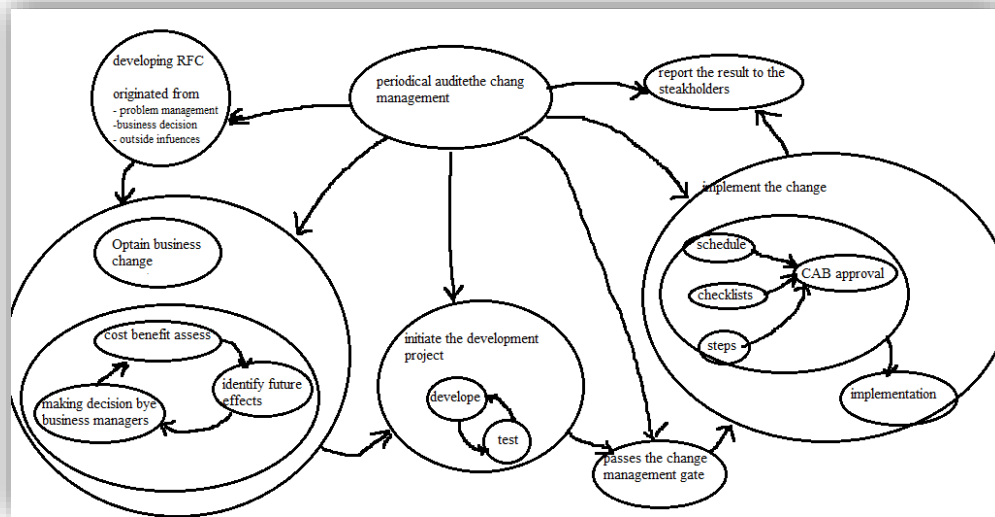 developing RFC
originated from
- problem management
-business decision
- outside infuences
periodical auditethe chang
management
report the result to the
steakholders
implement the change
schedule
CAB approval
checklists
steps
implementation
Optain business
change
cost benefit assess
identify future
effects
making decision bye
business managers
initiate the development
project
develope
test
passes the change
management gate